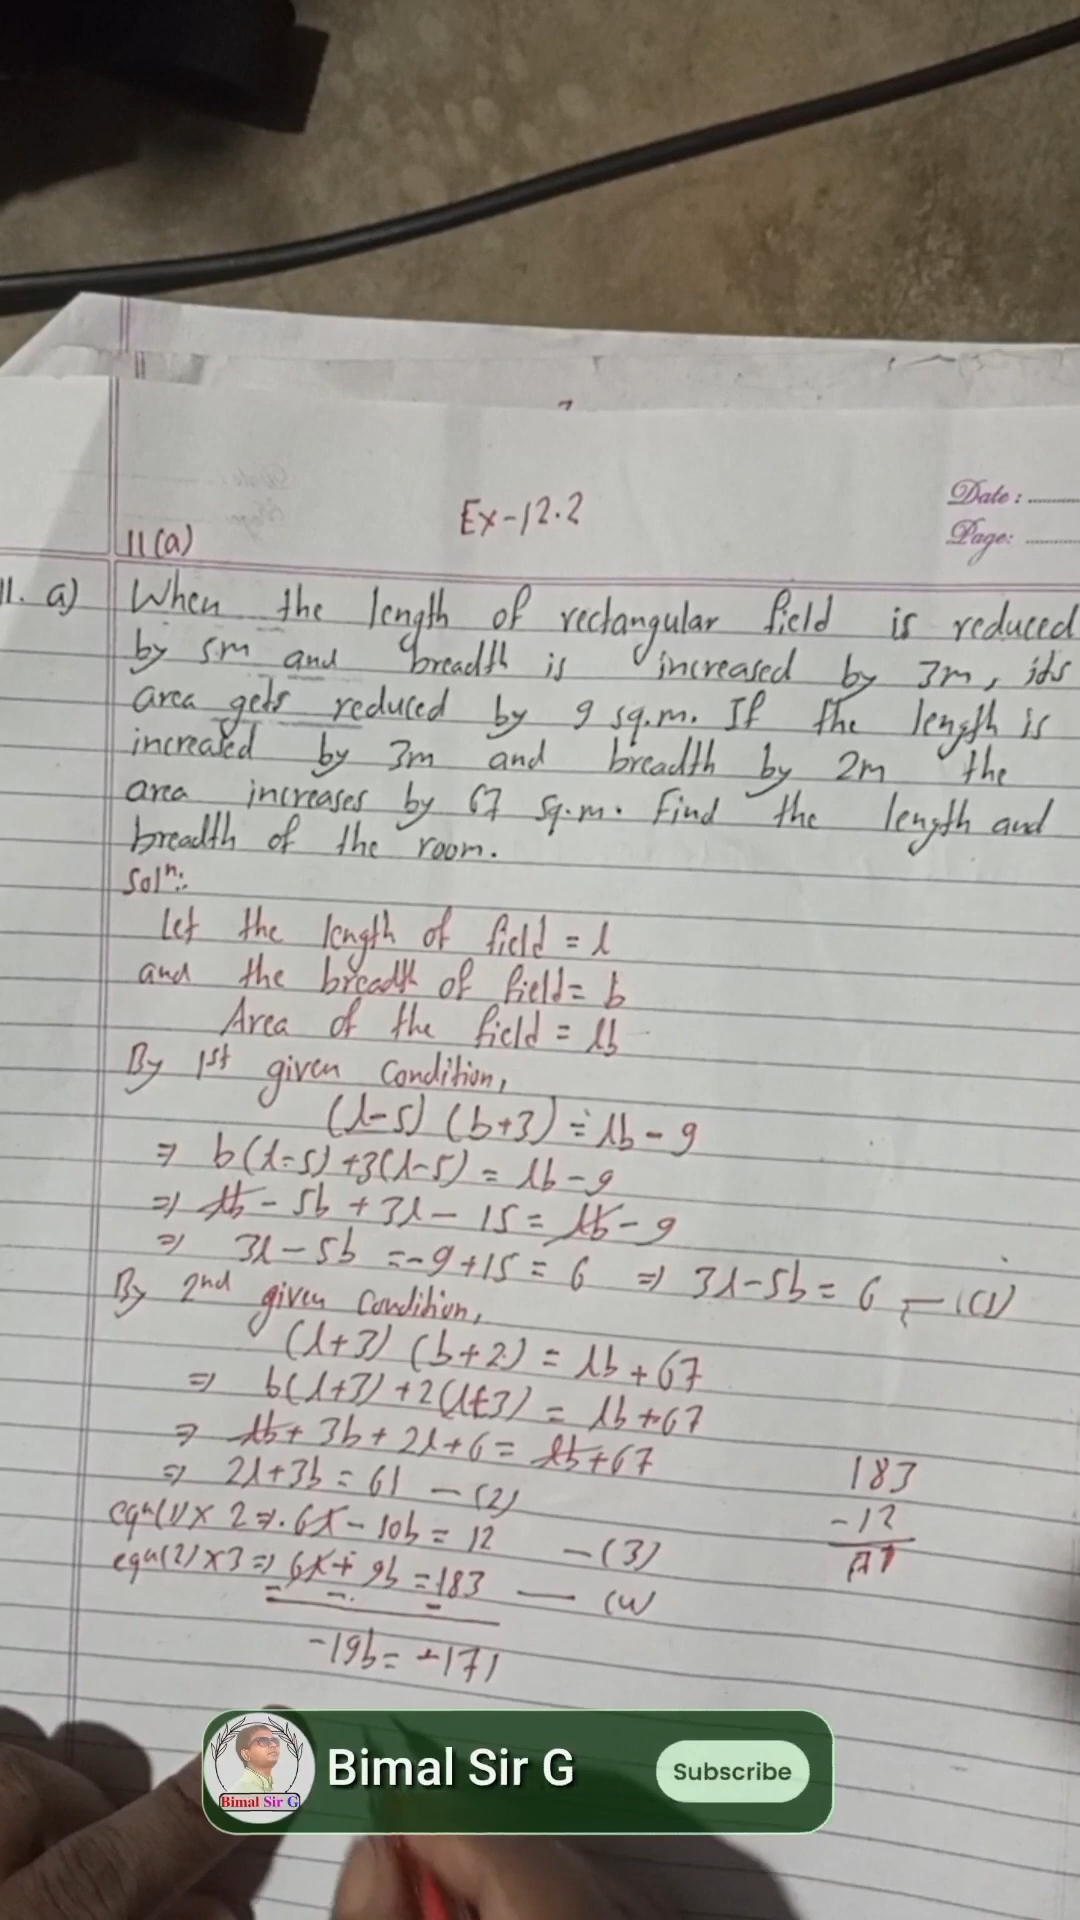 Ex-12.2
Date :
Page:
11(a)
11. a) When the length of rectangular field is reduced
by 5m and breadth is increased by 3m, its
area gets reduced by 9 sq.m. If the length is
increased by 3m and breadth by 2m the
area increases by 67 sq.m. Find the length and
breadth of the room.
Solⁿ:
Let the length of field = l
and the breadth of field = b
Area of the field = lb
By 1st given condition,
(l-5) (b+3) = lb - 9
⇒ b(l-5) +3(l-5) = lb - 9
⇒ lb - 5b + 3l - 15 = lb - 9
⇒ 3l - 5b = -9+15 = 6 ⇒ 3l-5b = 6 —(1)
By 2nd given condition,
(l+3) (b+2) = lb + 67
⇒ b(l+3) +2(l+3) = lb+67
⇒ lb+ 3b + 2l + 6 = lb+67
⇒ 2l+3b = 61 —(2)
eqn(1)× 2 ⇒ 6l - 10b = 12 —(3)
eqn(2)×3 ⇒ 6l + 9b = 183 —
- - -
-19b = -171
183
-12
Bimal Sir G
Bimal Sir G
Subscribe